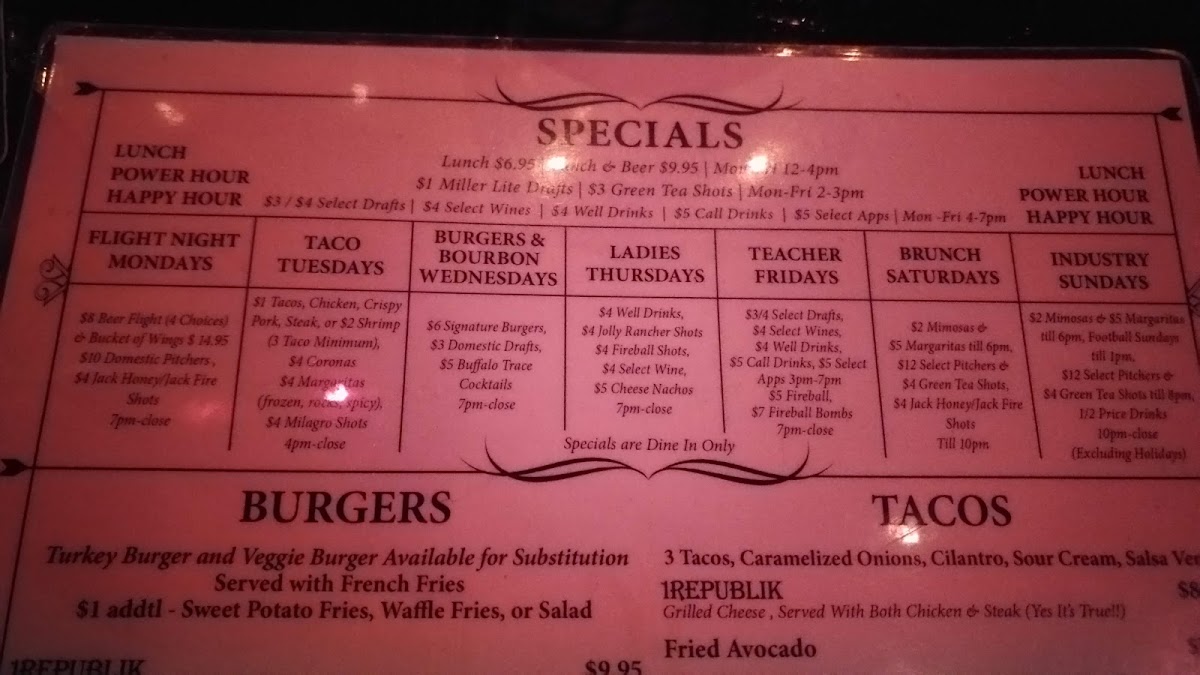 SPECIALS
LUNCH
POWER HOUR
HAPPY HOUR
Lunch $6.95 | & Beer $9.95 | 12-4pm
$1 Miller Lite Drafts | $3 Green Tea Shots | Mon-Fri 2-3pm
$3 / $4 Select Drafts | $4 Select Wines | $4 Well Drinks | $5 Call Drinks | $5 Select Apps | Mon -Fri 4-7pm
LUNCH
POWER HOUR
HAPPY HOUR
FLIGHT NIGHT
MONDAYS
$8 Beer Flight (4 Choices)
& Bucket of Wings $ 14.95
$10 Domestic Pitchers ,
$4 Jack Honey/Jack Fire
Shots
7pm-close
TACO
TUESDAYS
$1 Tacos, Chicken, Crispy
Pork, Steak, or $2 Shrimp
(3 Taco Minimum),
$4 Coronas
$4 Margaritas
(frozen, rocks, spicy),
$4 Milagro Shots
4pm-close
BURGERS &
BOURBON
WEDNESDAYS
$6 Signature Burgers,
$3 Domestic Drafts,
$5 Buffalo Trace
Cocktails
7pm-close
LADIES
THURSDAYS
$4 Well Drinks,
$4 Jolly Rancher Shots
$4 Fireball Shots,
$4 Select Wine,
$5 Cheese Nachos
7pm-close
TEACHER
FRIDAYS
$3/4 Select Drafts,
$4 Select Wines,
$4 Well Drinks,
$5 Call Drinks, $5 Select
Apps 3pm-7pm
$5 Fireball,
$7 Fireball Bombs
7pm-close
BRUNCH
SATURDAYS
$2 Mimosas &
$5 Margaritas till 6pm,
$12 Select Pitchers &
$4 Green Tea Shots,
$4 Jack Honey/Jack Fire
Shots
Till 10pm
INDUSTRY
SUNDAYS
$2 Mimosas & $5 Margaritas
till 6pm, Football Sundays
till 1pm,
$12 Select Pitchers &
$4 Green Tea Shots till 8pm,
1/2 Price Drinks
10pm-close
(Excluding Holidays)
Specials are Dine In Only
BURGERS
Turkey Burger and Veggie Burger Available for Substitution
Served with French Fries
$1 addtl - Sweet Potato Fries, Waffle Fries, or Salad
1REPUBLIK $9.95
TACOS
3 Tacos, Caramelized Onions, Cilantro, Sour Cream, Salsa
1REPUBLIK $8
Grilled Cheese , Served With Both Chicken & Steak (Yes It's True!!)
Fried Avocado